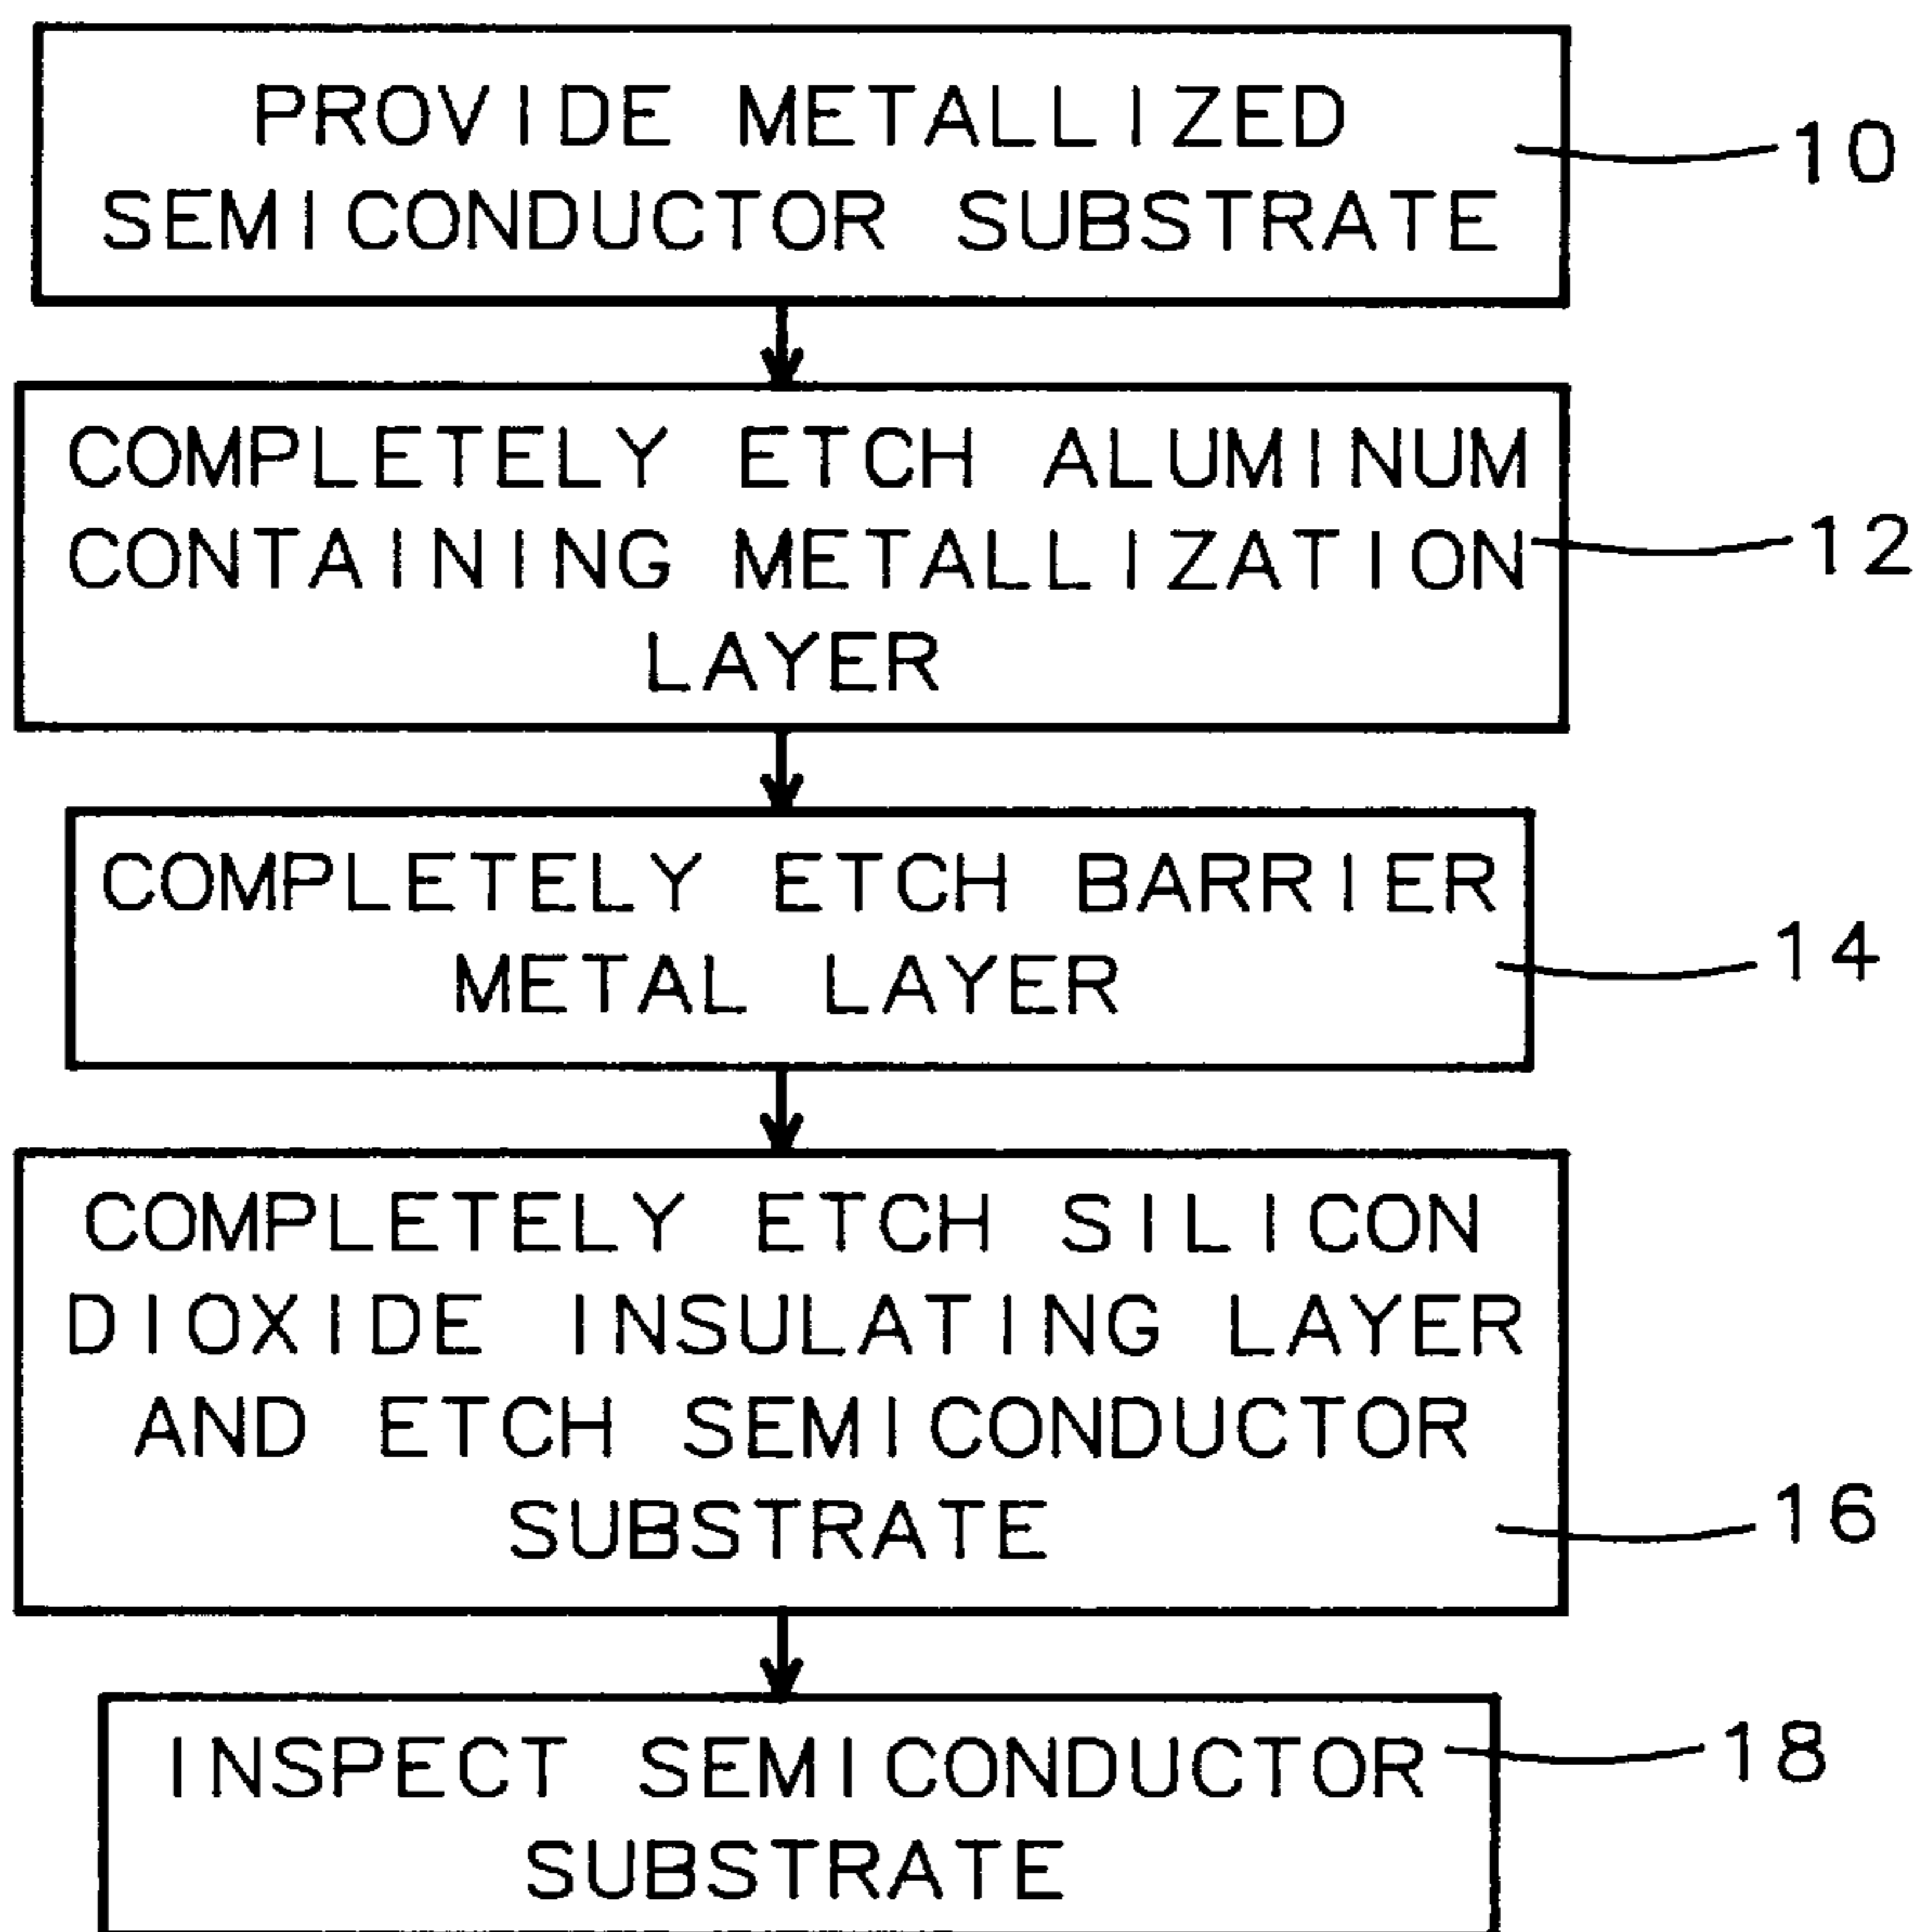 PROVIDE METALLIZED
SEMICONDUCTOR SUBSTRATE
10
COMPLETELY ETCH ALUMINUM
CONTAINING METALLIZATION
LAYER
12
COMPLETELY ETCH BARRIER
METAL LAYER
14
COMPLETELY ETCH SILICON
DIOXIDE INSULATING LAYER
AND ETCH SEMICONDUCTOR
SUBSTRATE
16
INSPECT SEMICONDUCTOR
SUBSTRATE
18